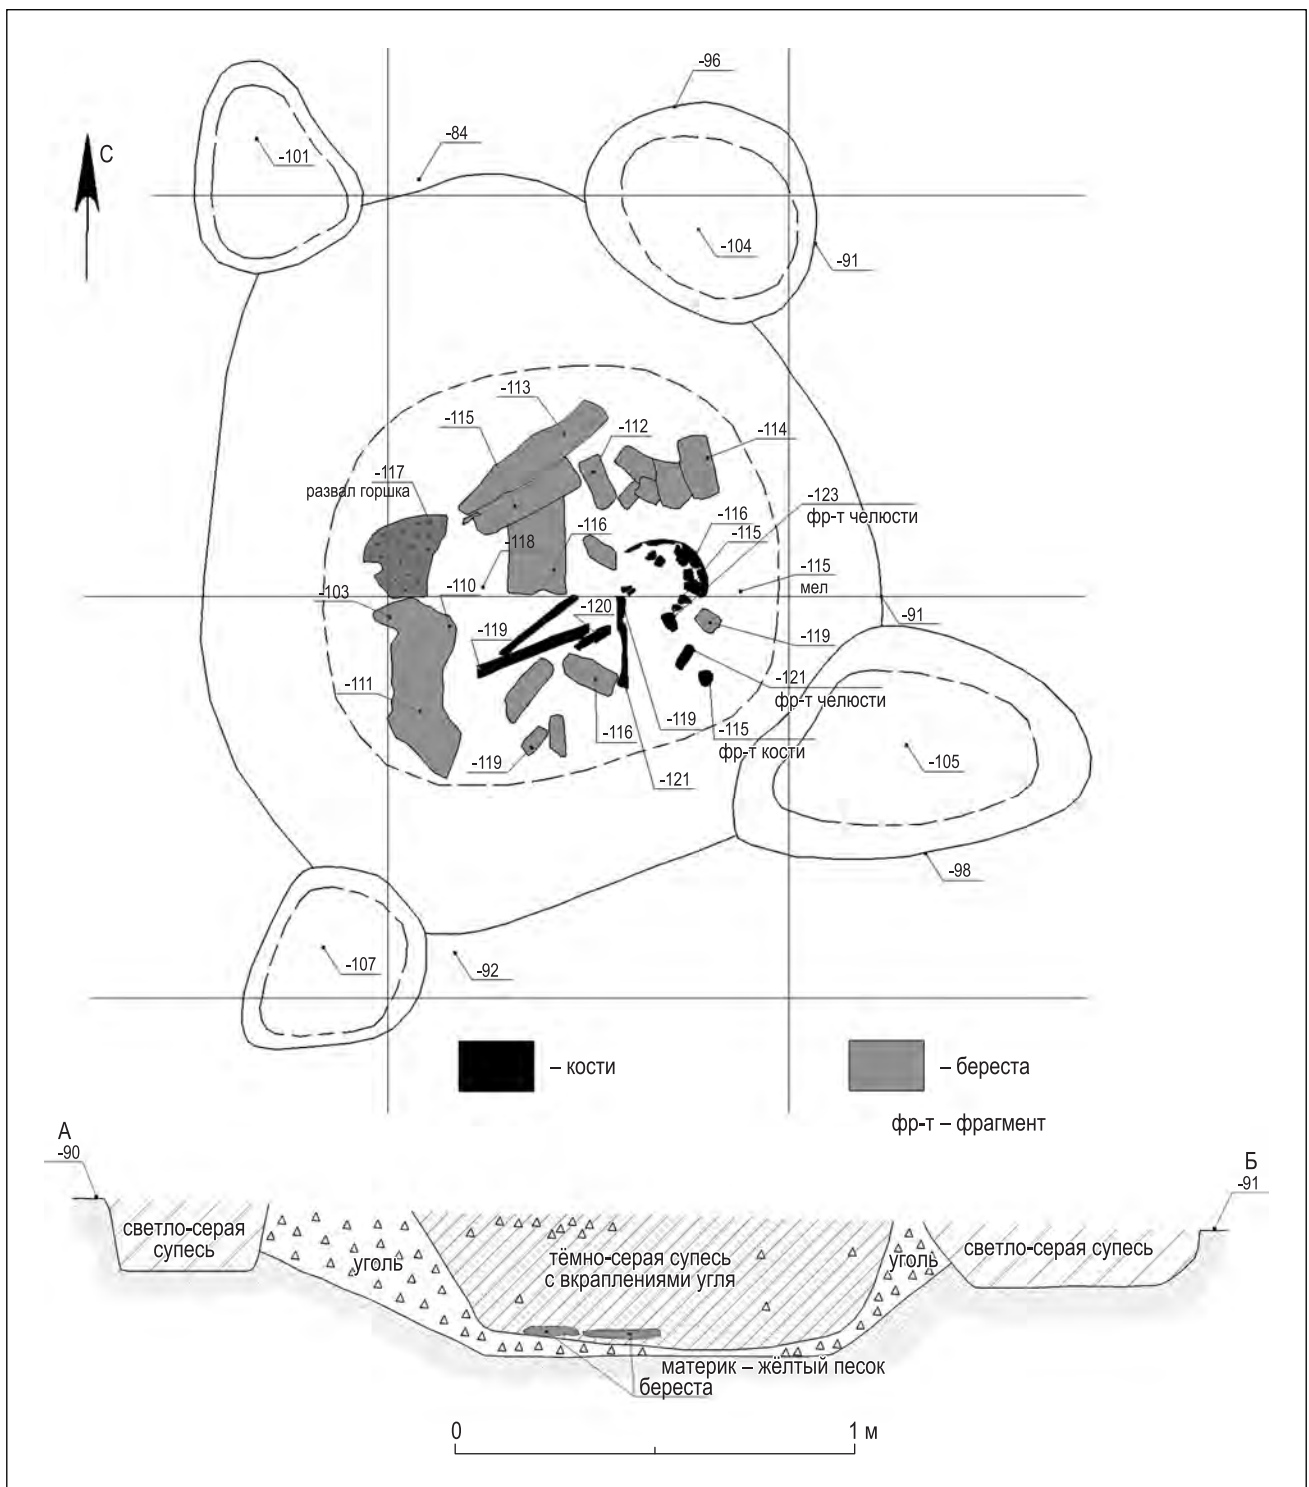 -96
-84
С
-101
-104
-91
-113
-115
-112
-114
-117
развал горшка
-123
фр-т челюсти
-116
-115
-116
-118
-115
мел
-110
-103
-91
-120
-119
-119
-111
-121
фр-т челюсти
-119
-116
-115
фр-т кости
-119
-121
-105
-98
-107
-92
– кости
– береста
фр-т – фрагмент
А
-90
Б
-91
светло-серая
супесь
уголь
тёмно-серая супесь
с вкраплениями угля
уголь
светло-серая супесь
материк – жёлтый песок
береста
0
1 м